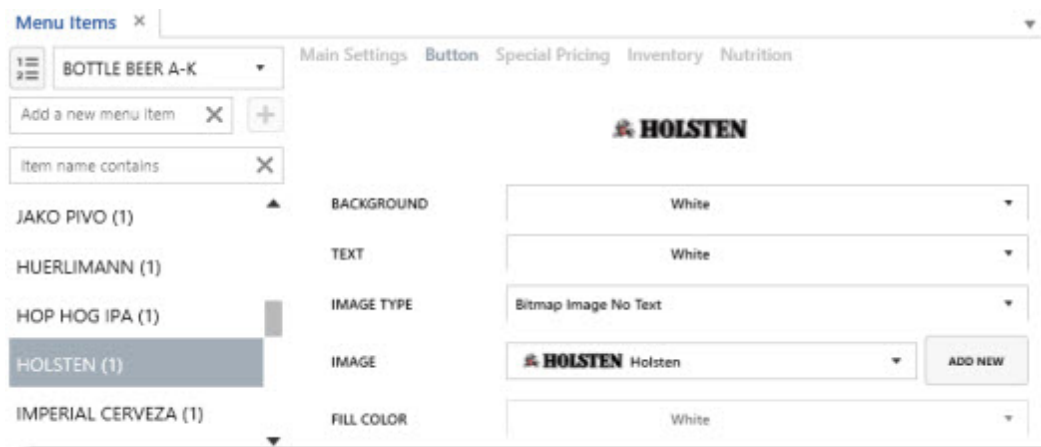 Menu Items
BOTTLE BEER A-K
Add a new menu item
Item name contains
JAKO PIVO (1)
HUERLIMANN (1)
HOP HOG IPA (1)
HOLSTEN (1)
IMPERIAL CERVEZA (1)
Main Settings Button Special Pricing Inventory Nutrition
HOLSTEN
BACKGROUND White
TEXT White
IMAGE TYPE Bitmap Image No Text
IMAGE HOLSTEN Holsten ADD NEW
FILL COLOR White